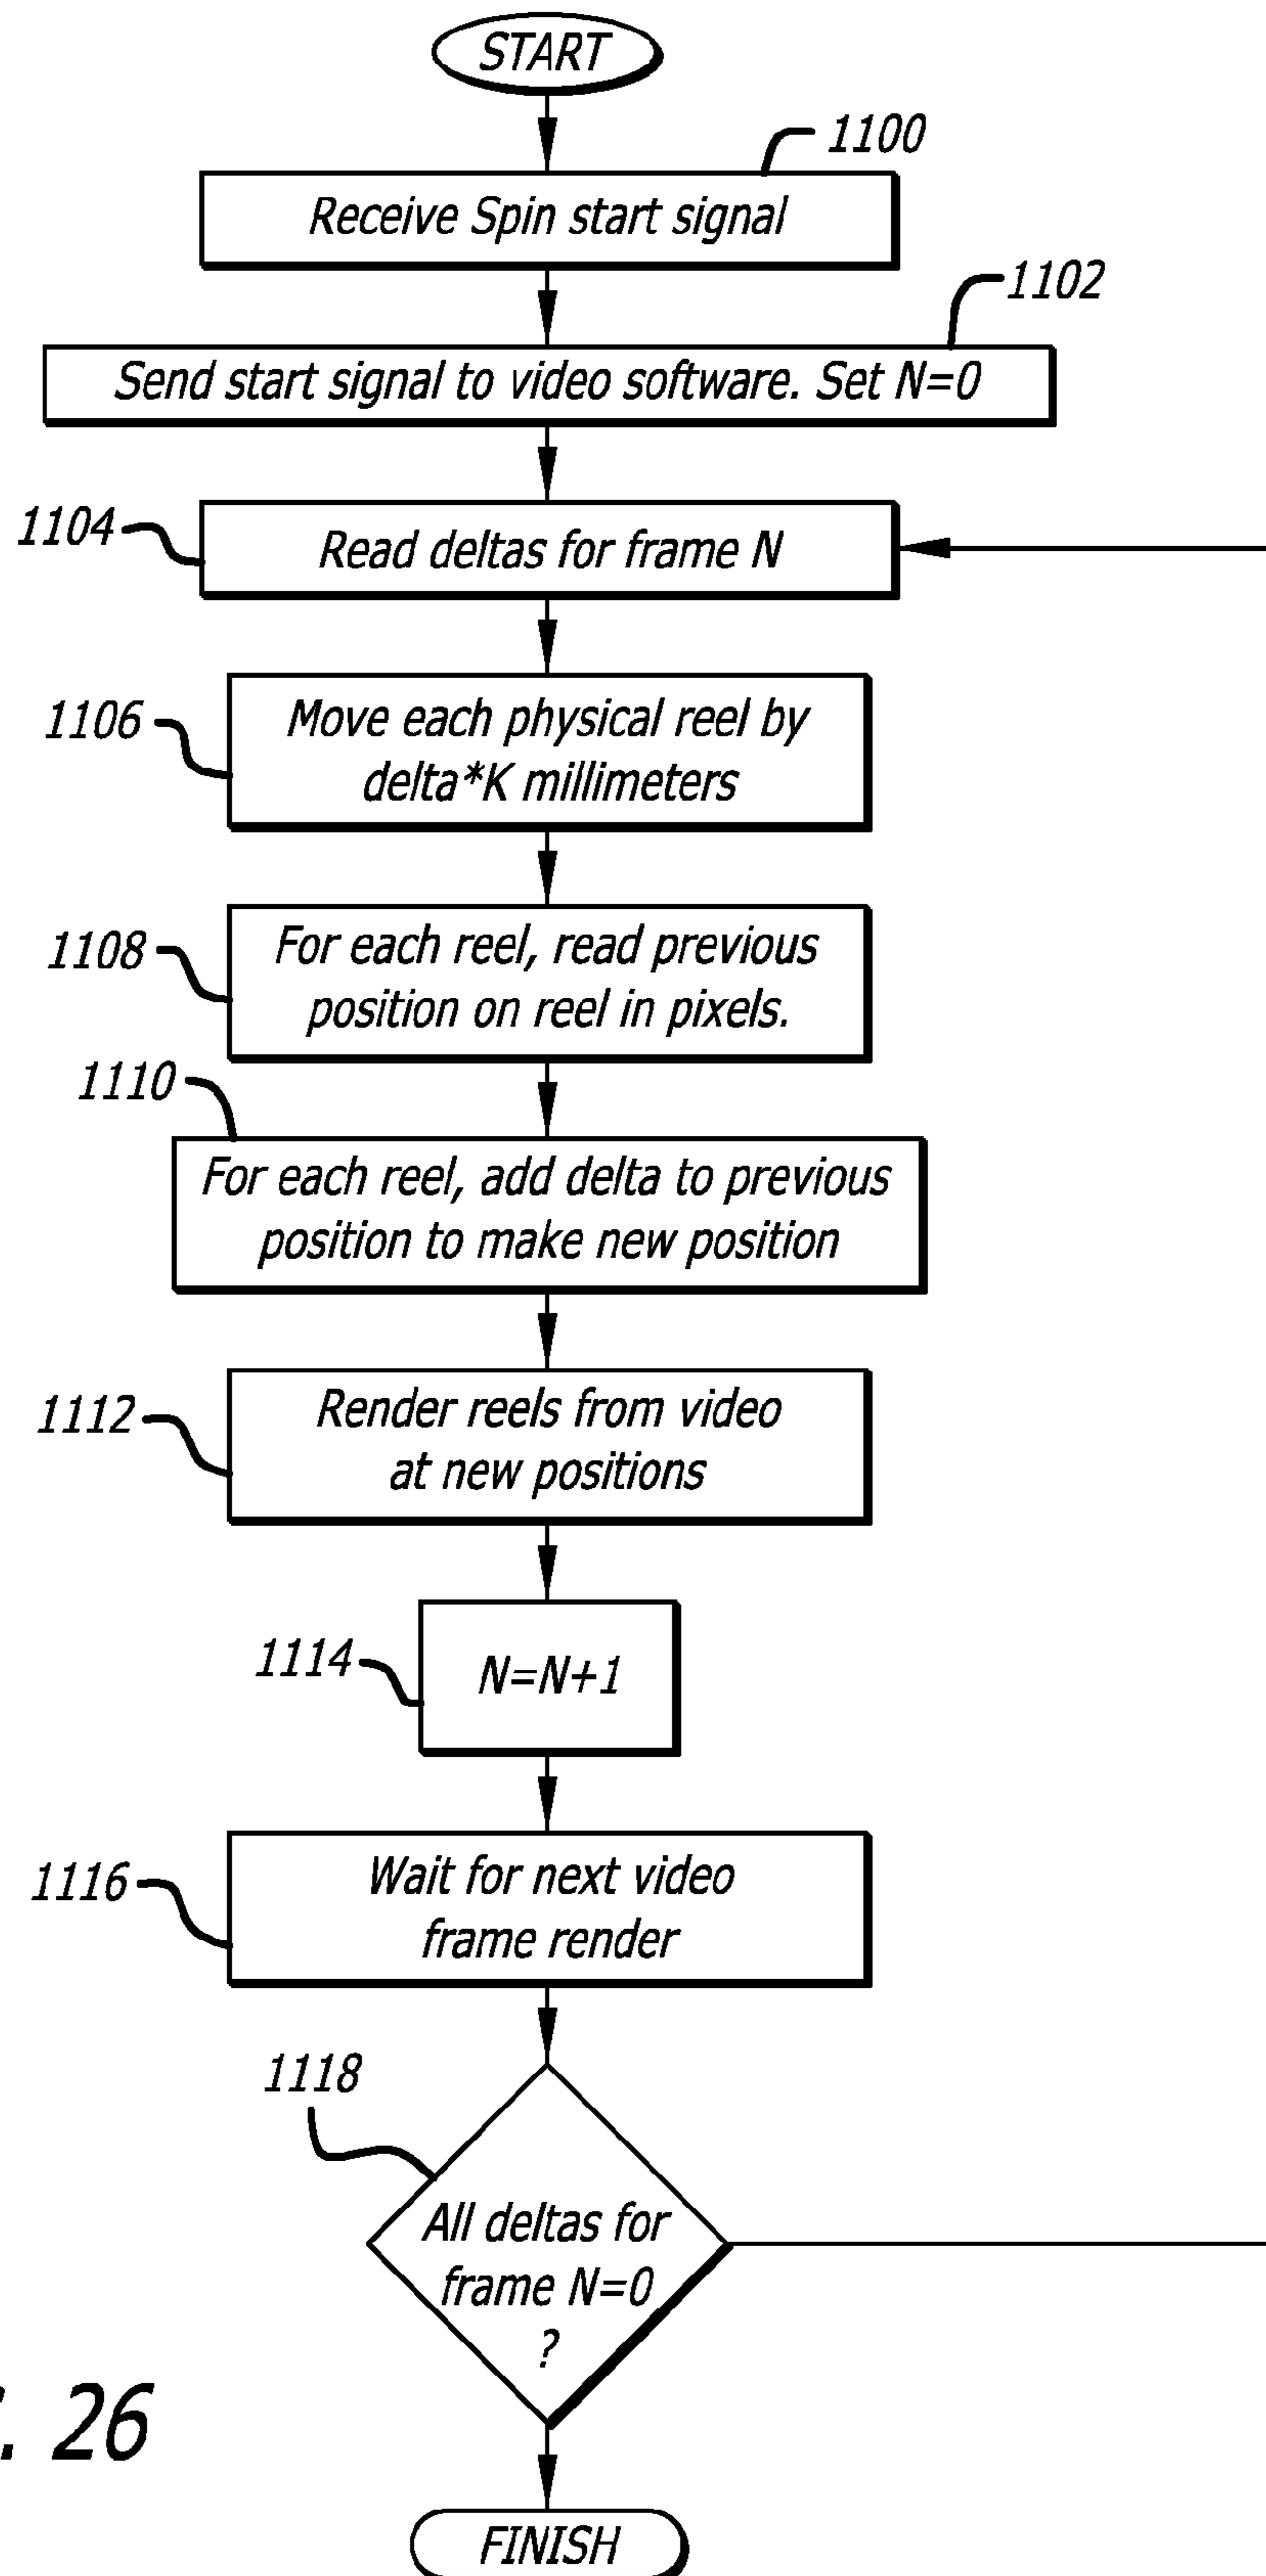 START
1100
Receive Spin start signal
1102
Send start signal to video software. Set N=0
1104
Read deltas for frame N
1106
Move each physical reel by
delta*K millimeters
1108
For each reel, read previous
position on reel in pixels.
1110
For each reel, add delta to previous
position to make new position
1112
Render reels from video
at new positions
1114
N=N+1
1116
Wait for next video
frame render
1118
All deltas for
frame N=0
?
26
FINISH